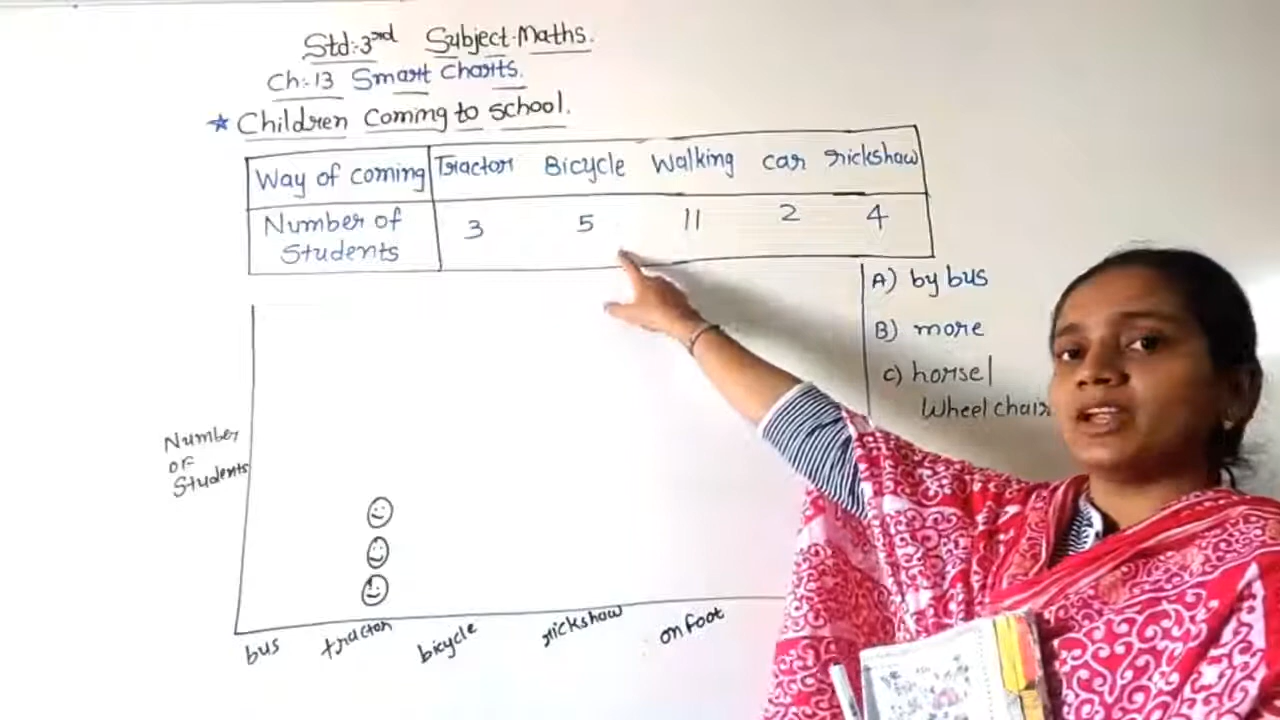 Std:-3rd Subject-Maths.
Ch:-13 Smart Charts.
★ Children Coming to school.
Way of coming Tractor Bicycle Walking car rickshaw
Number of Students 3 5 11 2 4
A) by bus
B) more
C) horse/
Wheel chair
Number
of
Students
bus tractor bicycle rickshaw on foot